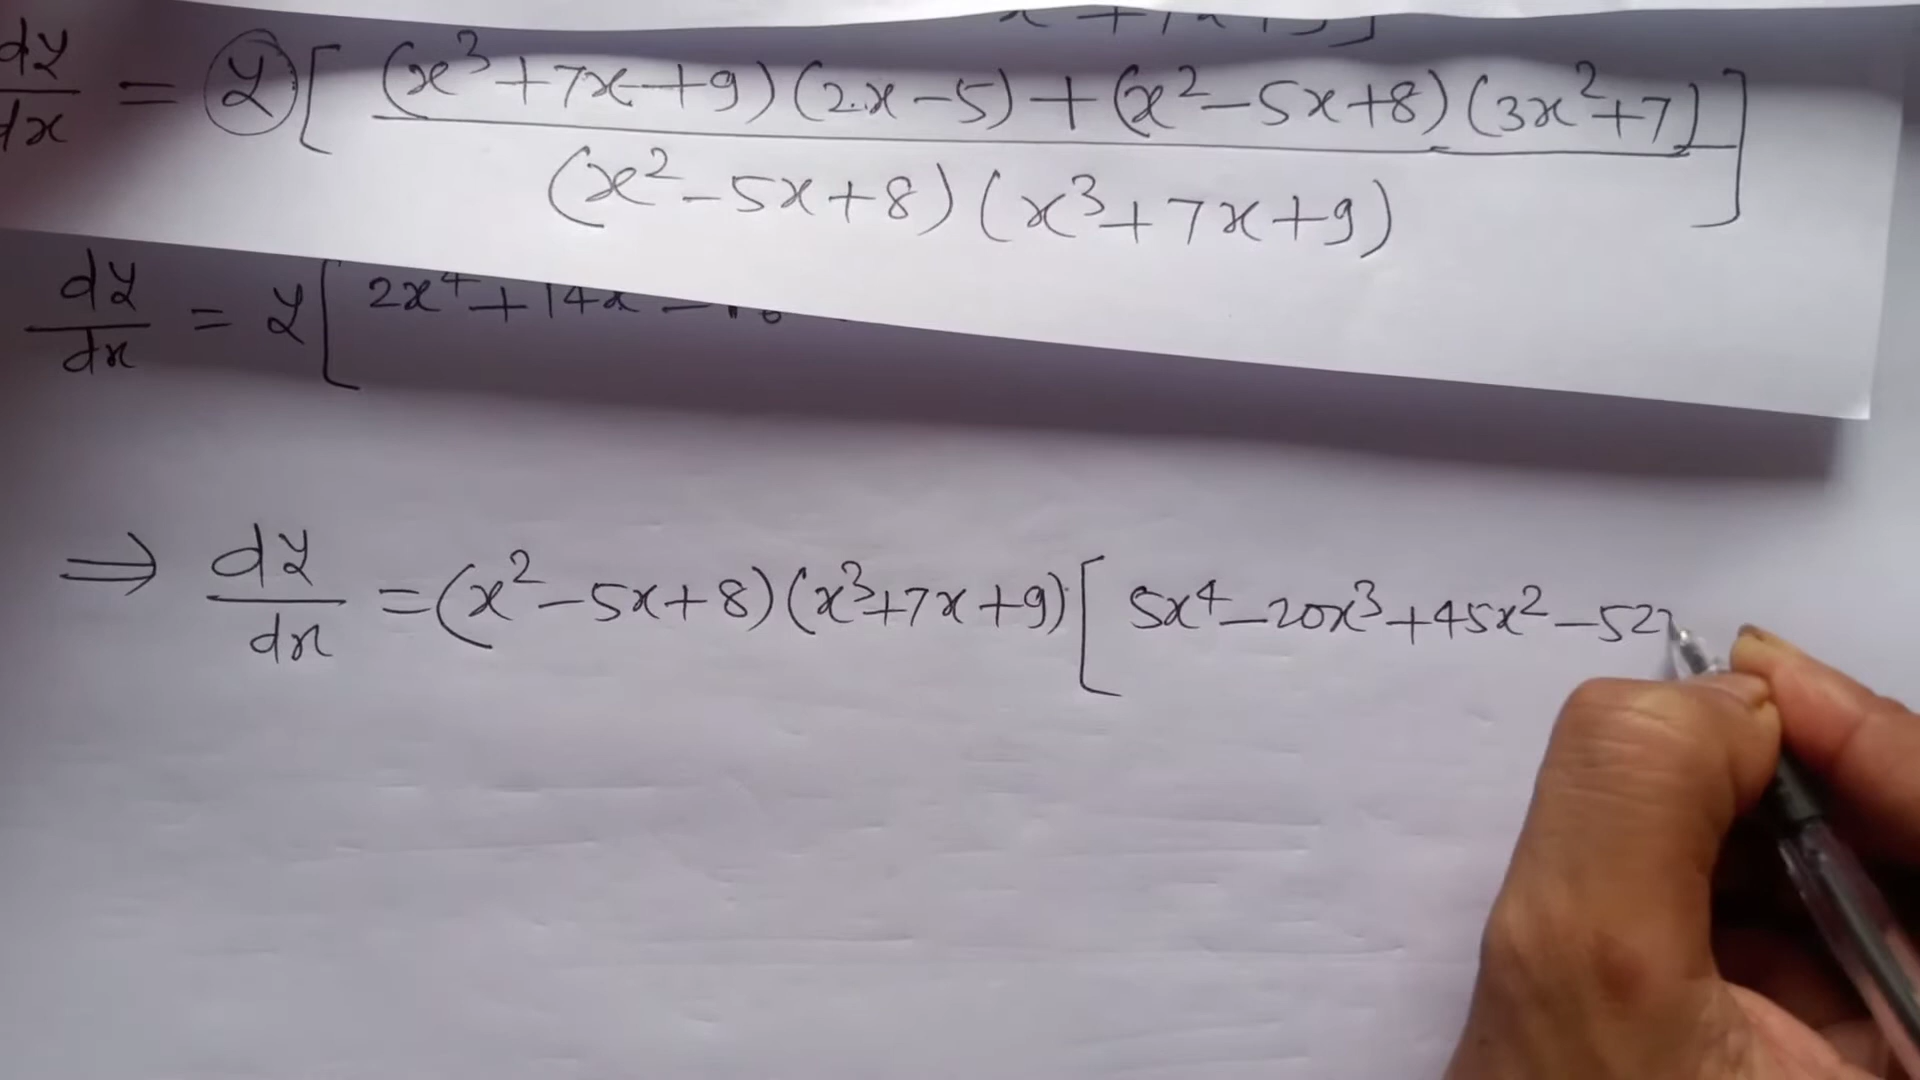 dy/dx = y [ (x³+7x+9)(2x-5)+(x²-5x+8)(3x²+7) / (x²-5x+8)(x³+7x+9) ]
dy/dx = y [ 2x⁴+14x
⇒ dy/dx = (x²-5x+8)(x³+7x+9) [ 5x⁴-20x³+45x²-52x